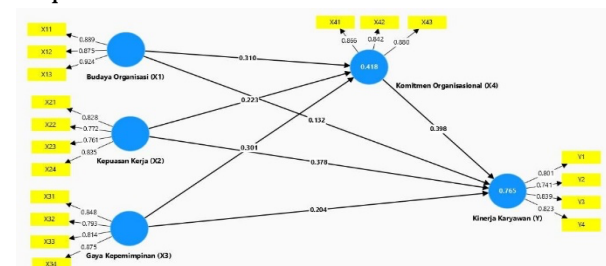 X11
0.889
X12
0.875
X13
0.924
Budaya Organisasi (X1)
X21
0.828
X22
0.772
X23
0.761
X24
0.835
Kepuasan Kerja (X2)
X31
0.848
X32
0.793
X33
0.814
X34
0.875
Gaya Kepemimpinan (X3)
X41
X42
X43
0.866
0.842
0.880
0.418
Komitmen Organisasional (X4)
0.310
0.223
0.301
0.132
0.378
0.204
0.398
0.765
Kinerja Karyawan (Y)
Y1
0.801
Y2
0.741
Y3
0.839
Y4
0.823